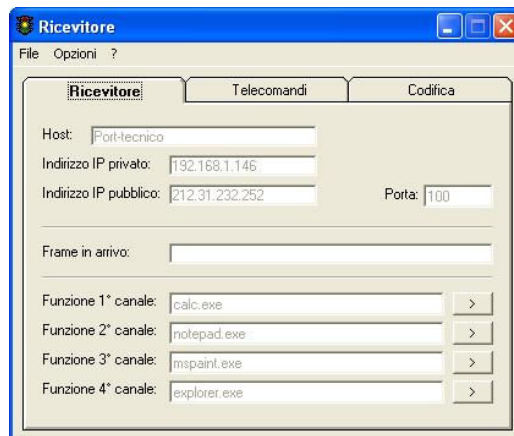 Ricevitore
File Opzioni ?
Ricevitore Telecomandi Codifica
Host: Port-tecnico
Indirizzo IP privato: 192.168.1.146
Indirizzo IP pubblico: 212.31.232.252 Porta: 100
Frame in arrivo:
Funzione 1° canale: calc.exe >
Funzione 2° canale: notepad.exe >
Funzione 3° canale: mspaint.exe >
Funzione 4° canale: explorer.exe >